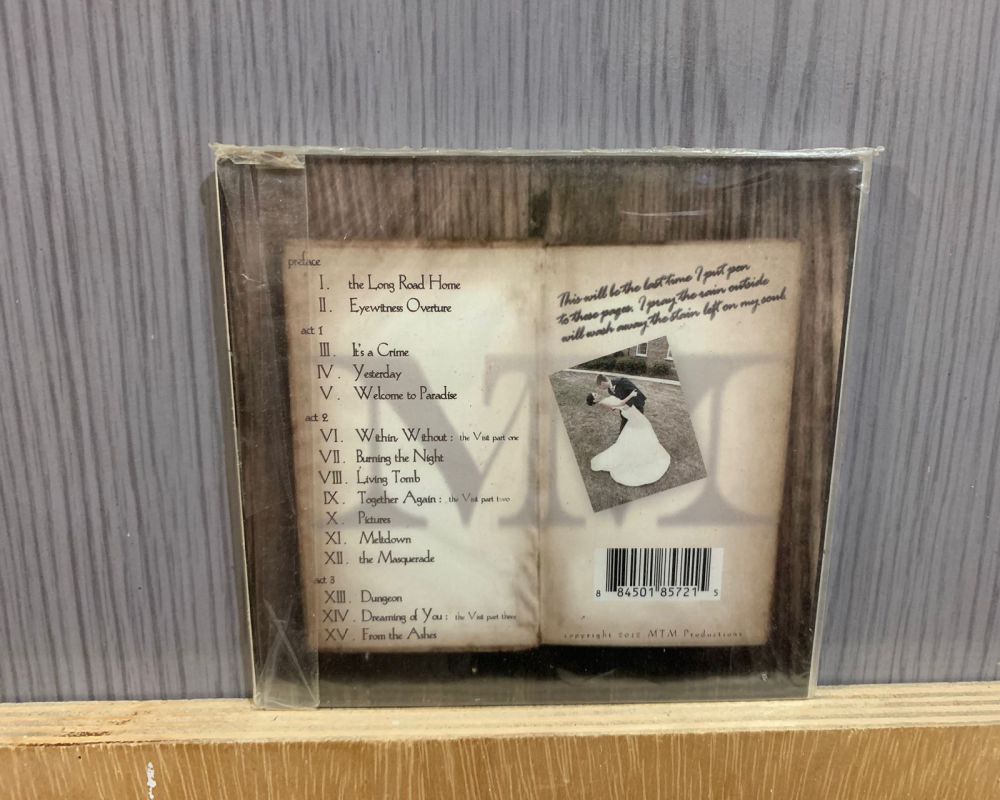 preface
I. the Long Road Home
II. Eyewitness Overture
act 1
III. It's a Crime
IV. Yesterday
V. Welcome to Paradise
act 2
VI. Within, Without : the Visit part one
VII. Burning the Night
VIII. Living Tomb
IX. Together Again : the Visit part two
X. Pictures
XI. Meltdown
XII. the Masquerade
act 3
XIII. Dungeon
XIV. Dreaming of You : the Visit part three
XV. From the Ashes
This will be the last time I put pen
to these pages. I pray the rain outside
will wash away the stain left on my soul.
MTM
8 84501 85721 5
copyright 2012 MTM Productions